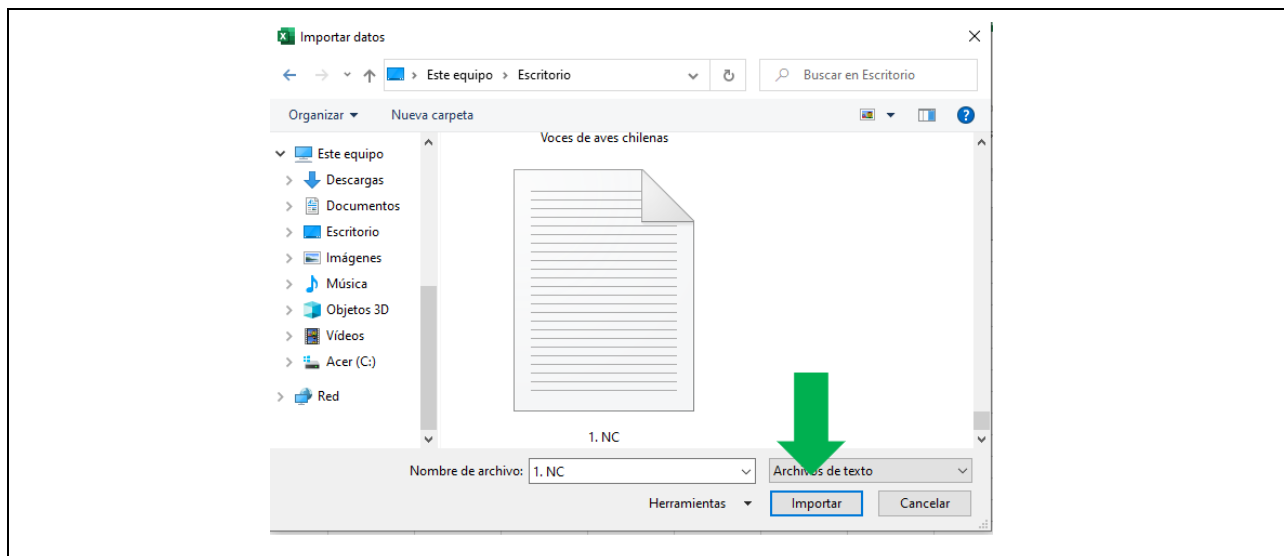 Importar datos
Este equipo > Escritorio
Buscar en Escritorio
Organizar
Nueva carpeta
Voces de aves chilenas
Este equipo
Descargas
Documentos
Escritorio
Imágenes
Música
Objetos 3D
Vídeos
Acer (C:)
Red
1. NC
Nombre de archivo: 1. NC
Archivos de texto
Herramientas
Importar
Cancelar